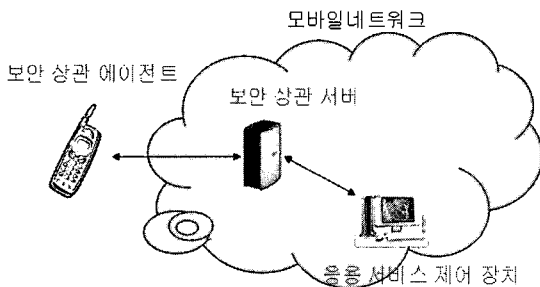 모바일네트워크
보안 상관 에이전트
보안 상관 서버
응용 서비스 제어 장치